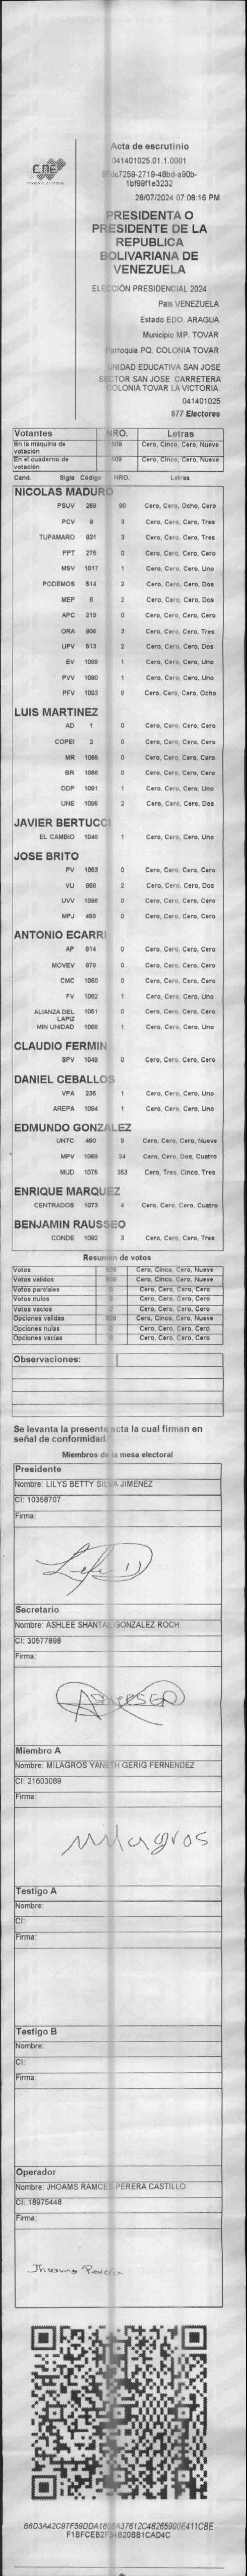 CNE
Acta de escrutinio
041401025.01.1.0001
28/07/2024 07:08:16 PM
PRESIDENTA O
PRESIDENTE DE LA
REPUBLICA
BOLIVARIANA DE
VENEZUELA
ELECCIÓN PRESIDENCIAL 2024
Pais VENEZUELA
Estado EDO. ARAGUA
Municipio MP. TOVAR
Parroquia PQ. COLONIA TOVAR
UNIDAD EDUCATIVA SAN JOSE
SECTOR SAN JOSE. CARRETERA
COLONIA TOVAR LA VICTORIA.
041401025
677 Electores
Votantes NRO. Letras
En la máquina de votación 509 Cero, Cinco, Cero, Nueve
En el cuaderno de votación 509 Cero, Cinco, Cero, Nueve
Cand. Sigla Código NRO. Letras
NICOLAS MADURO
PSUV 269 80 Cero, Cero, Ocho, Cero
PCV 9 3 Cero, Cero, Cero, Tres
TUPAMARO 931 3 Cero, Cero, Cero, Tres
PPT 275 0 Cero, Cero, Cero, Cero
MSV 1017 1 Cero, Cero, Cero, Uno
PODEMOS 514 2 Cero, Cero, Cero, Dos
MEP 6 2 Cero, Cero, Cero, Dos
APC 219 0 Cero, Cero, Cero, Cero
ORA 906 3 Cero, Cero, Cero, Tres
UPV 513 2 Cero, Cero, Cero, Dos
EV 1089 1 Cero, Cero, Cero, Uno
PVV 1090 1 Cero, Cero, Cero, Uno
PFV 1093 8 Cero, Cero, Cero, Ocho
LUIS MARTINEZ
AD 1 0 Cero, Cero, Cero, Cero
COPEI 2 0 Cero, Cero, Cero, Cero
MR 1065 0 Cero, Cero, Cero, Cero
BR 1066 0 Cero, Cero, Cero, Cero
DDP 1091 1 Cero, Cero, Cero, Uno
UNE 1095 2 Cero, Cero, Cero, Dos
JAVIER BERTUCCI
EL CAMBIO 1048 1 Cero, Cero, Cero, Uno
JOSE BRITO
PV 1053 0 Cero, Cero, Cero, Cero
VU 966 2 Cero, Cero, Cero, Dos
UVV 1096 0 Cero, Cero, Cero, Cero
MPJ 458 0 Cero, Cero, Cero, Cero
ANTONIO ECARRI
AP 914 0 Cero, Cero, Cero, Cero
MOVEV 978 0 Cero, Cero, Cero, Cero
CMC 1050 0 Cero, Cero, Cero, Cero
FV 1062 1 Cero, Cero, Cero, Uno
ALIANZA DEL LAPIZ 1061 0 Cero, Cero, Cero, Cero
MIN UNIDAD 1068 1 Cero, Cero, Cero, Uno
CLAUDIO FERMIN
SPV 1049 0 Cero, Cero, Cero, Cero
DANIEL CEBALLOS
VPA 236 1 Cero, Cero, Cero, Uno
AREPA 1094 1 Cero, Cero, Cero, Uno
EDMUNDO GONZALEZ
UNTC 460 9 Cero, Cero, Cero, Nueve
MPV 1069 24 Cero, Cero, Dos, Cuatro
MUD 1075 353 Cero, Tres, Cinco, Tres
ENRIQUE MARQUEZ
CENTRADOS 1073 4 Cero, Cero, Cero, Cuatro
BENJAMIN RAUSSEO
CONDE 1092 3 Cero, Cero, Cero, Tres
Resumen de votos
Votos 509 Cero, Cinco, Cero, Nueve
Votos validos 509 Cero, Cinco, Cero, Nueve
Votos parciales 0 Cero, Cero, Cero, Cero
Votos nulos 0 Cero, Cero, Cero, Cero
Votos vacios 0 Cero, Cero, Cero, Cero
Opciones validas 509 Cero, Cinco, Cero, Nueve
Opciones nulas 0 Cero, Cero, Cero, Cero
Opciones vacias 0 Cero, Cero, Cero, Cero
Observaciones:
Se levanta la presente acta la cual firman en
señal de conformidad.
Miembros de la mesa electoral
Presidente
Nombre: LILYS BETTY SILVA JIMENEZ
CI: 10358707
Firma:
Secretario
Nombre: ASHLEE SHANTAL GONZALEZ ROCH
CI: 30577898
Firma:
Miembro A
Nombre: MILAGROS YANETH GERIG FERNENDEZ
CI: 21603089
Firma:
Milagros
Testigo A
Nombre:
CI:
Firma:
Testigo B
Nombre:
CI:
Firma:
Operador
Nombre: JHOAMS RAMCES PERERA CASTILLO
CI: 18975448
Firma:
Jhoams Perera